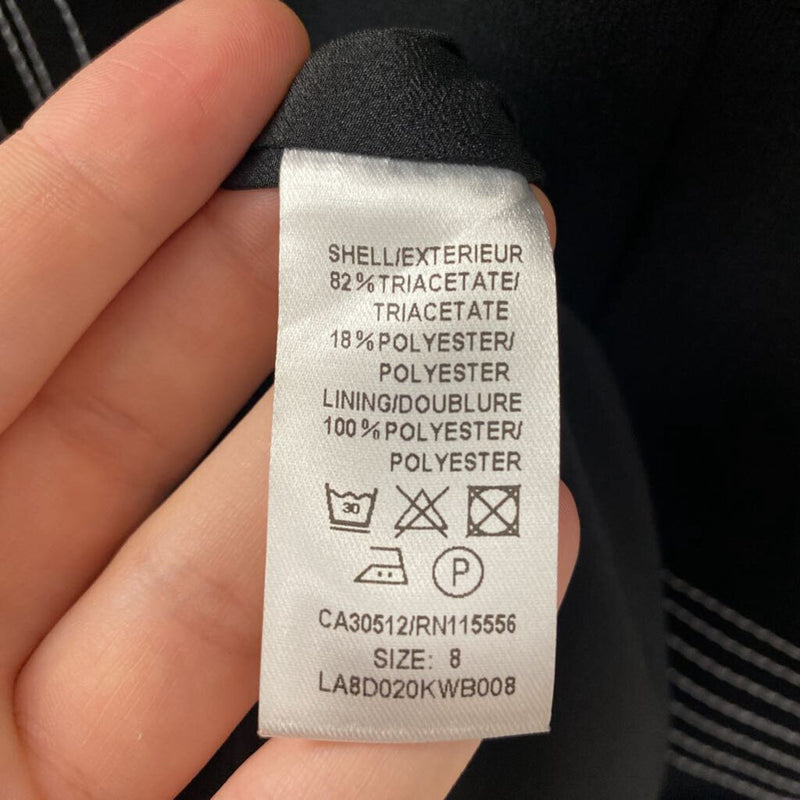 SHELL/EXTERIEUR
82%TRIACETATE/
TRIACETATE
18%POLYESTER/
POLYESTER
LINING/DOUBLURE
100%POLYESTER/
POLYESTER
30
P
CA30512/RN115556
SIZE: 8
LA8D020KWB008